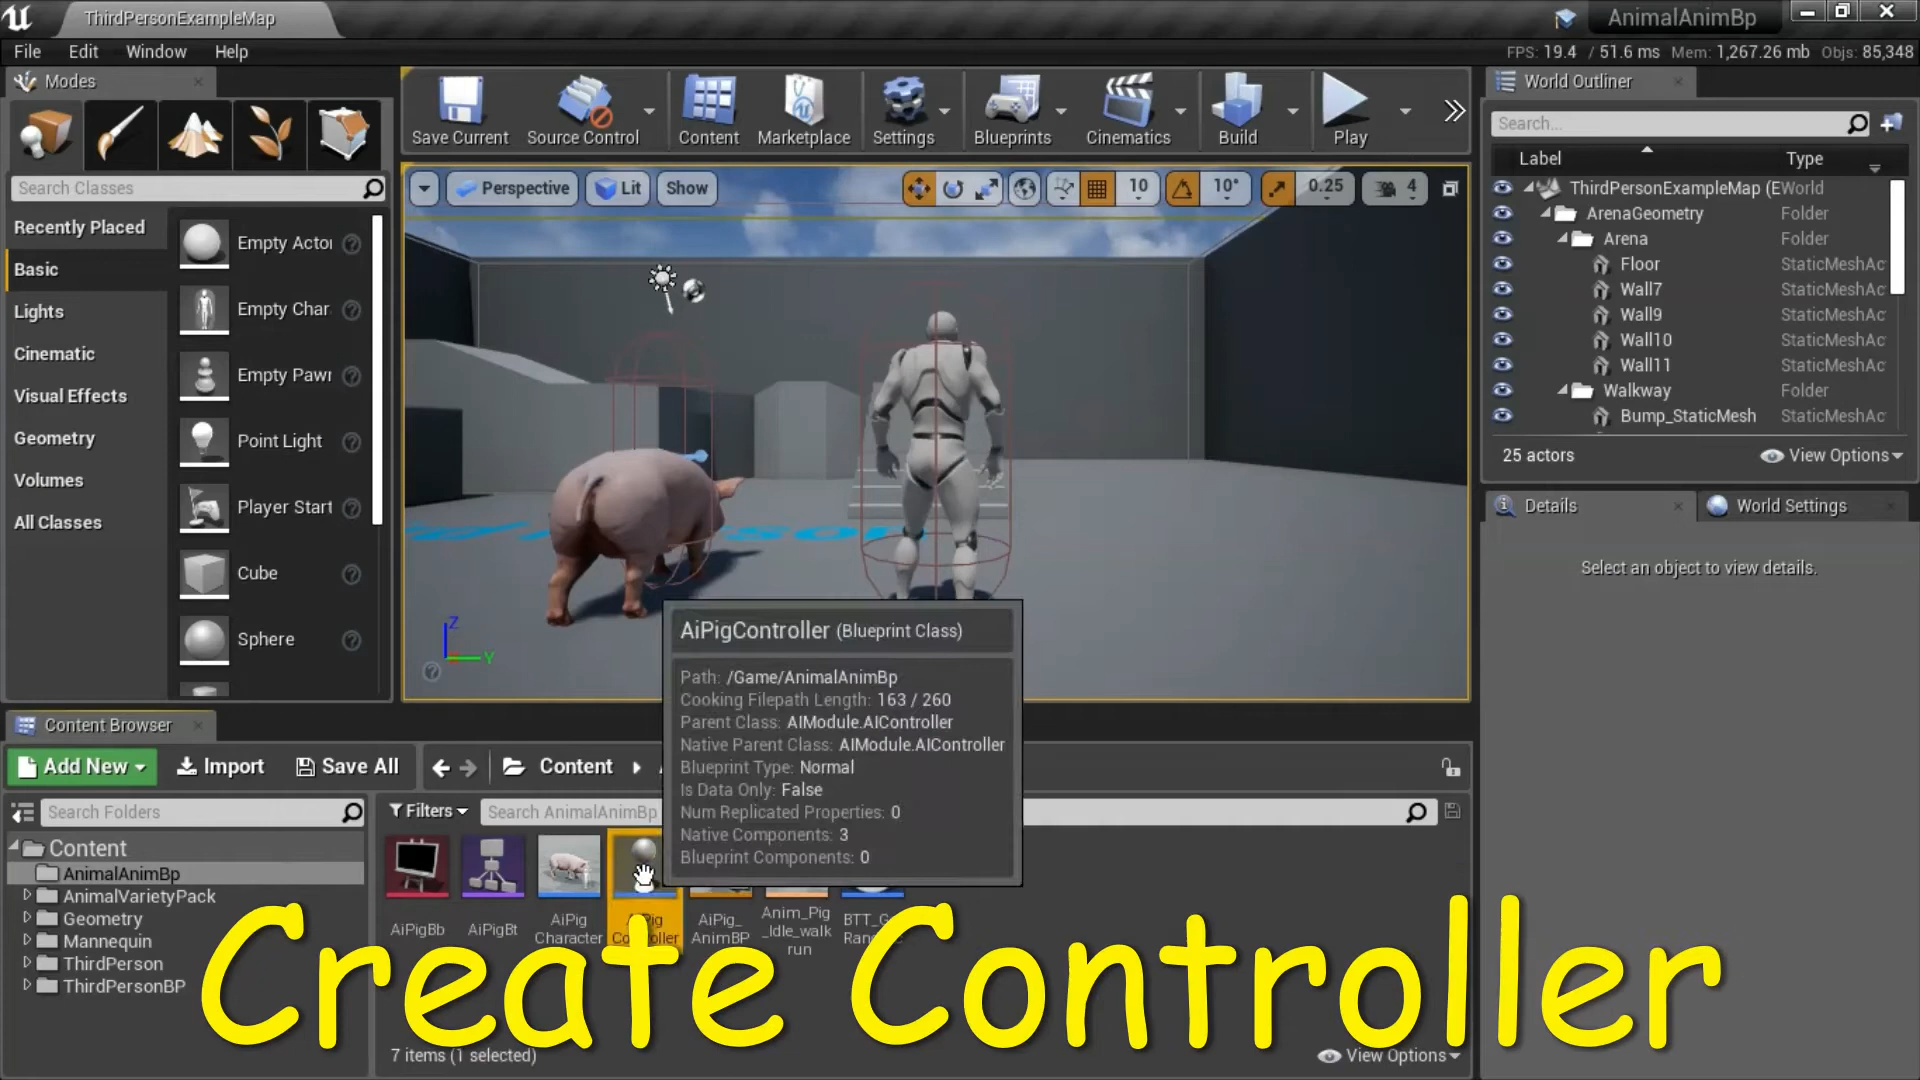 ThirdPersonExampleMap
AnimalAnimBp
File Edit Window Help
FPS: 19.4 / 51.6 ms Mem: 1,267.26 mb Objs: 85,348
Modes
Search Classes
Recently Placed
Basic
Lights
Cinematic
Visual Effects
Geometry
Volumes
All Classes
Empty Actor
Empty Char
Empty Pawn
Point Light
Player Start
Cube
Sphere
Save Current
Source Control
Content
Marketplace
Settings
Blueprints
Cinematics
Build
Play
Perspective
Lit
Show
10
10°
0.25
4
Z
Y
World Outliner
Search...
Label Type
ThirdPersonExampleMap (E World
ArenaGeometry Folder
Arena Folder
Floor StaticMeshAc
Wall7 StaticMeshAc
Wall9 StaticMeshAc
Wall10 StaticMeshAc
Wall11 StaticMeshAc
Walkway Folder
Bump_StaticMesh StaticMeshAc
25 actors
View Options
Details
World Settings
Select an object to view details.
AiPigController (Blueprint Class)
Path: /Game/AnimalAnimBp
Cooking Filepath Length: 163 / 260
Parent Class: AIModule.AIController
Native Parent Class: AIModule.AIController
Blueprint Type: Normal
Is Data Only: False
Num Replicated Properties: 0
Native Components: 3
Blueprint Components: 0
Content Browser
Add New
Import
Save All
Content
Search Folders
Filters
Search AnimalAnimBp
Content
AnimalAnimBp
AnimalVarietyPack
Geometry
Mannequin
ThirdPerson
ThirdPersonBP
AiPigBb
AiPigBt
AiPig
Character
AiPig
Controller
AiPig_
AnimBP
Anim_Pig
_Idle_walk
run
Create Controller
7 items (1 selected)
View Options